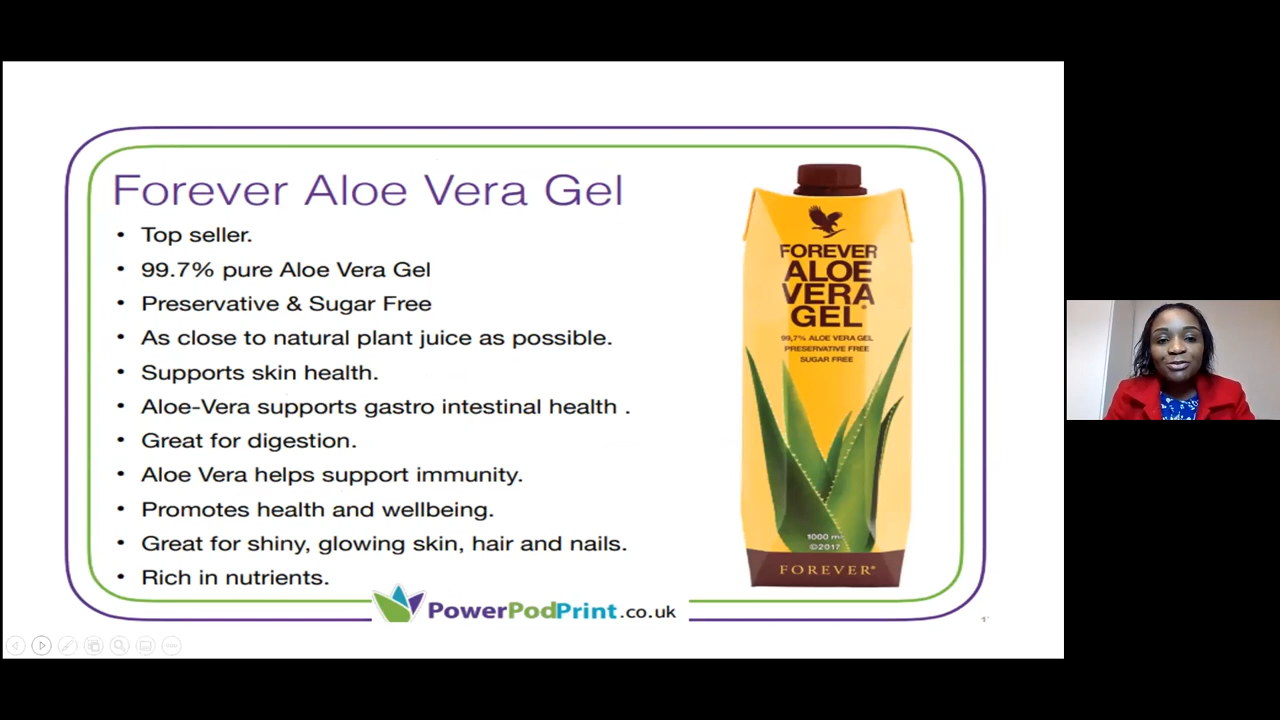 Forever Aloe Vera Gel
• Top seller.
• 99.7% pure Aloe Vera Gel
• Preservative & Sugar Free
• As close to natural plant juice as possible.
• Supports skin health.
• Aloe-Vera supports gastro intestinal health .
• Great for digestion.
• Aloe Vera helps support immunity.
• Promotes health and wellbeing.
• Great for shiny, glowing skin, hair and nails.
• Rich in nutrients.
PowerPodPrint.co.uk
FOREVER
ALOE
VERA
GEL®
99,7% ALOE VERA GEL
PRESERVATIVE FREE
SUGAR FREE
1000 m
©2017
FOREVER®